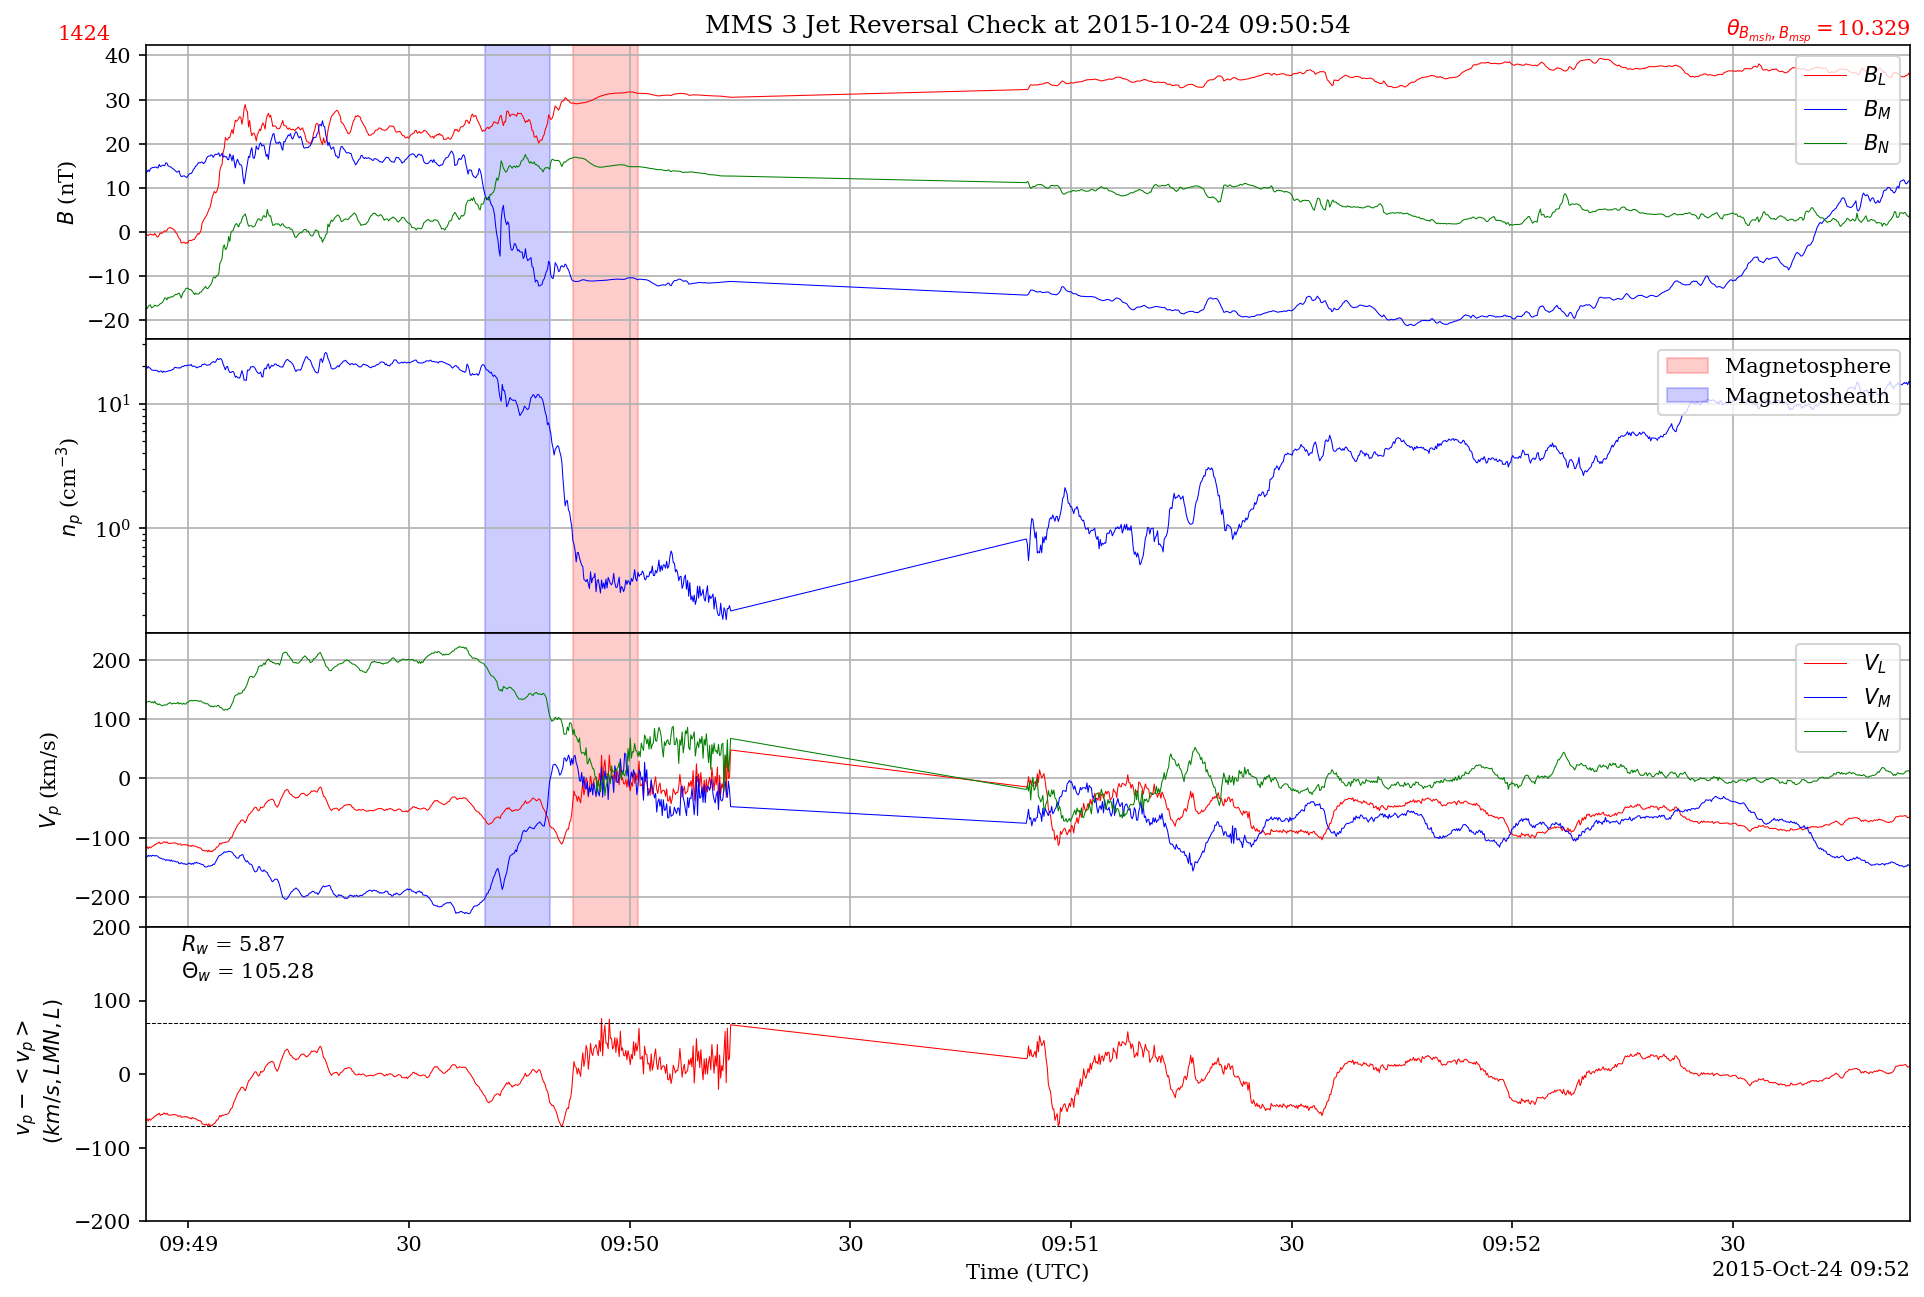 1424
MMS 3 Jet Reversal Check at 2015-10-24 09:50:54
θ_{B_{msh}, B_{msp}} = 10.329
40
30
20
10
0
−10
−20
B (nT)
B_L
B_M
B_N
10^1
10^0
n_p (cm^{−3})
Magnetosphere
Magnetosheath
200
100
0
−100
−200
V_p (km/s)
V_L
V_M
V_N
200
100
0
−100
−200
v_p − < v_p >
(km/s, LMN, L)
R_w = 5.87
Θ_w = 105.28
09:49
30
09:50
30
09:51
30
09:52
30
Time (UTC)
2015-Oct-24 09:52